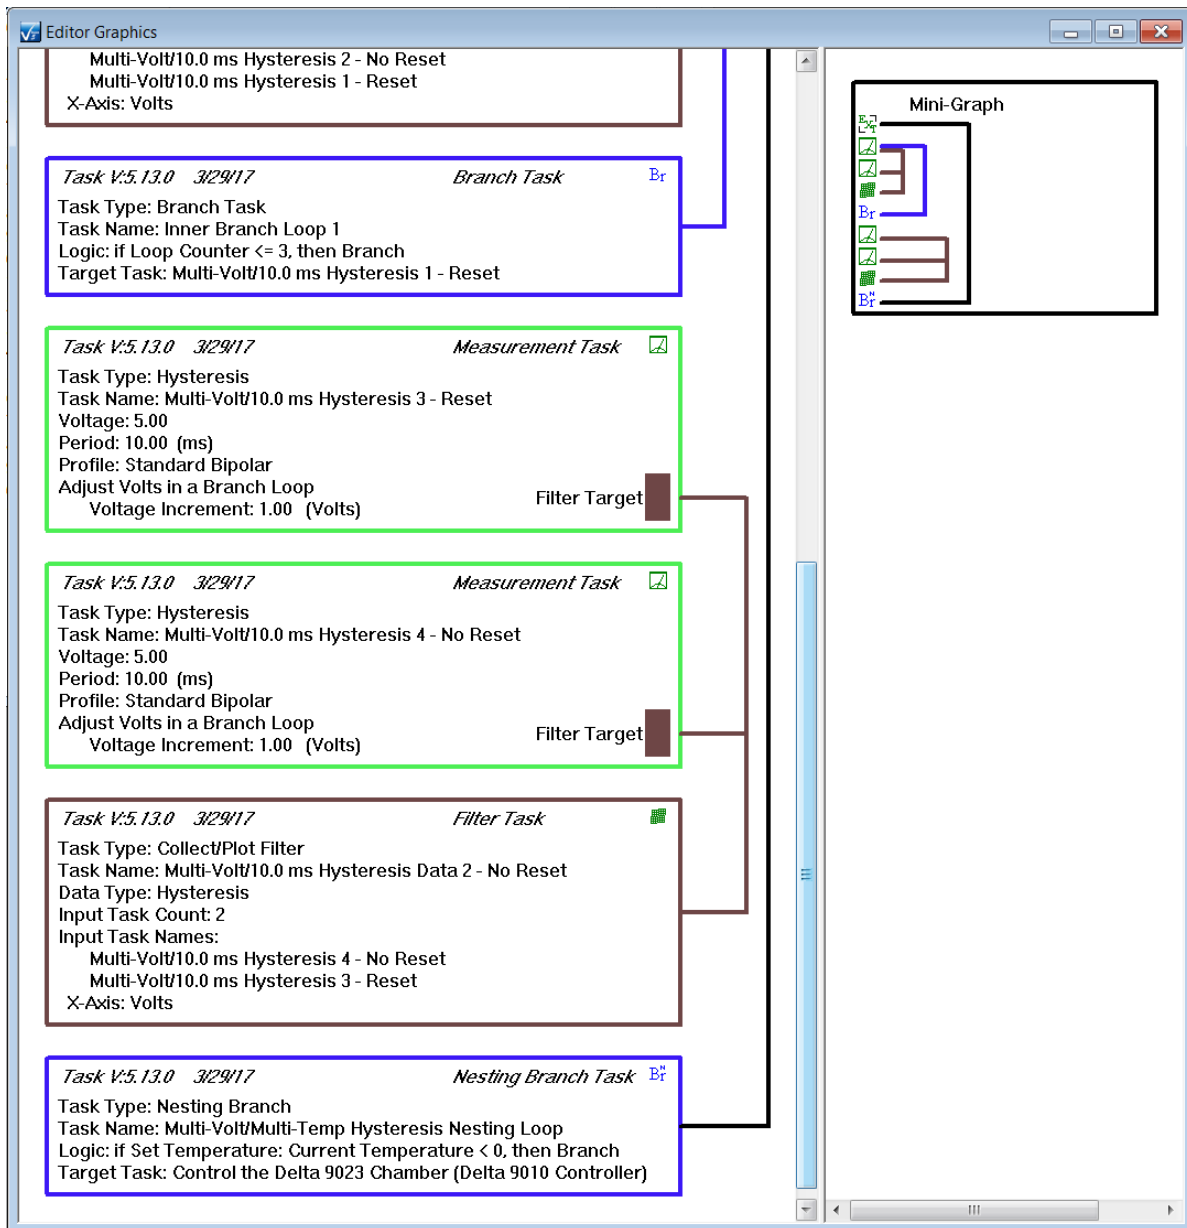 Editor Graphics
Multi-Volt/10.0 ms Hysteresis 2 - No Reset
Multi-Volt/10.0 ms Hysteresis 1 - Reset
X-Axis: Volts
Task V:5.13.0 3/29/17 Branch Task Br
Task Type: Branch Task
Task Name: Inner Branch Loop 1
Logic: if Loop Counter <= 3, then Branch
Target Task: Multi-Volt/10.0 ms Hysteresis 1 - Reset
Task V:5.13.0 3/29/17 Measurement Task
Task Type: Hysteresis
Task Name: Multi-Volt/10.0 ms Hysteresis 3 - Reset
Voltage: 5.00
Period: 10.00 (ms)
Profile: Standard Bipolar
Adjust Volts in a Branch Loop
Voltage Increment: 1.00 (Volts)
Filter Target
Task V:5.13.0 3/29/17 Measurement Task
Task Type: Hysteresis
Task Name: Multi-Volt/10.0 ms Hysteresis 4 - No Reset
Voltage: 5.00
Period: 10.00 (ms)
Profile: Standard Bipolar
Adjust Volts in a Branch Loop
Voltage Increment: 1.00 (Volts)
Filter Target
Task V:5.13.0 3/29/17 Filter Task
Task Type: Collect/Plot Filter
Task Name: Multi-Volt/10.0 ms Hysteresis Data 2 - No Reset
Data Type: Hysteresis
Input Task Count: 2
Input Task Names:
Multi-Volt/10.0 ms Hysteresis 4 - No Reset
Multi-Volt/10.0 ms Hysteresis 3 - Reset
X-Axis: Volts
Task V:5.13.0 3/29/17 Nesting Branch Task Br N
Task Type: Nesting Branch
Task Name: Multi-Volt/Multi-Temp Hysteresis Nesting Loop
Logic: if Set Temperature: Current Temperature < 0, then Branch
Target Task: Control the Delta 9023 Chamber (Delta 9010 Controller)
Mini-Graph
EXT
Br
Br N